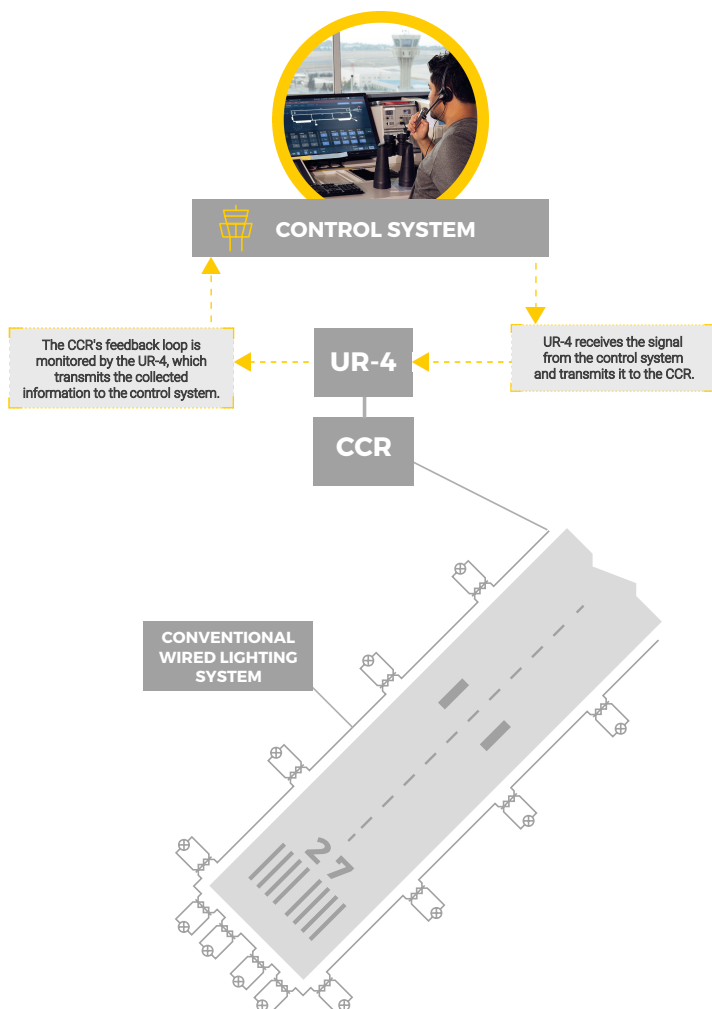 CONTROL SYSTEM
The CCR's feedback loop is
monitored by the UR-4, which
transmits the collected
information to the control system.
UR-4
UR-4 receives the signal
from the control system
and transmits it to the CCR.
CCR
CONVENTIONAL
WIRED LIGHTING
SYSTEM
27